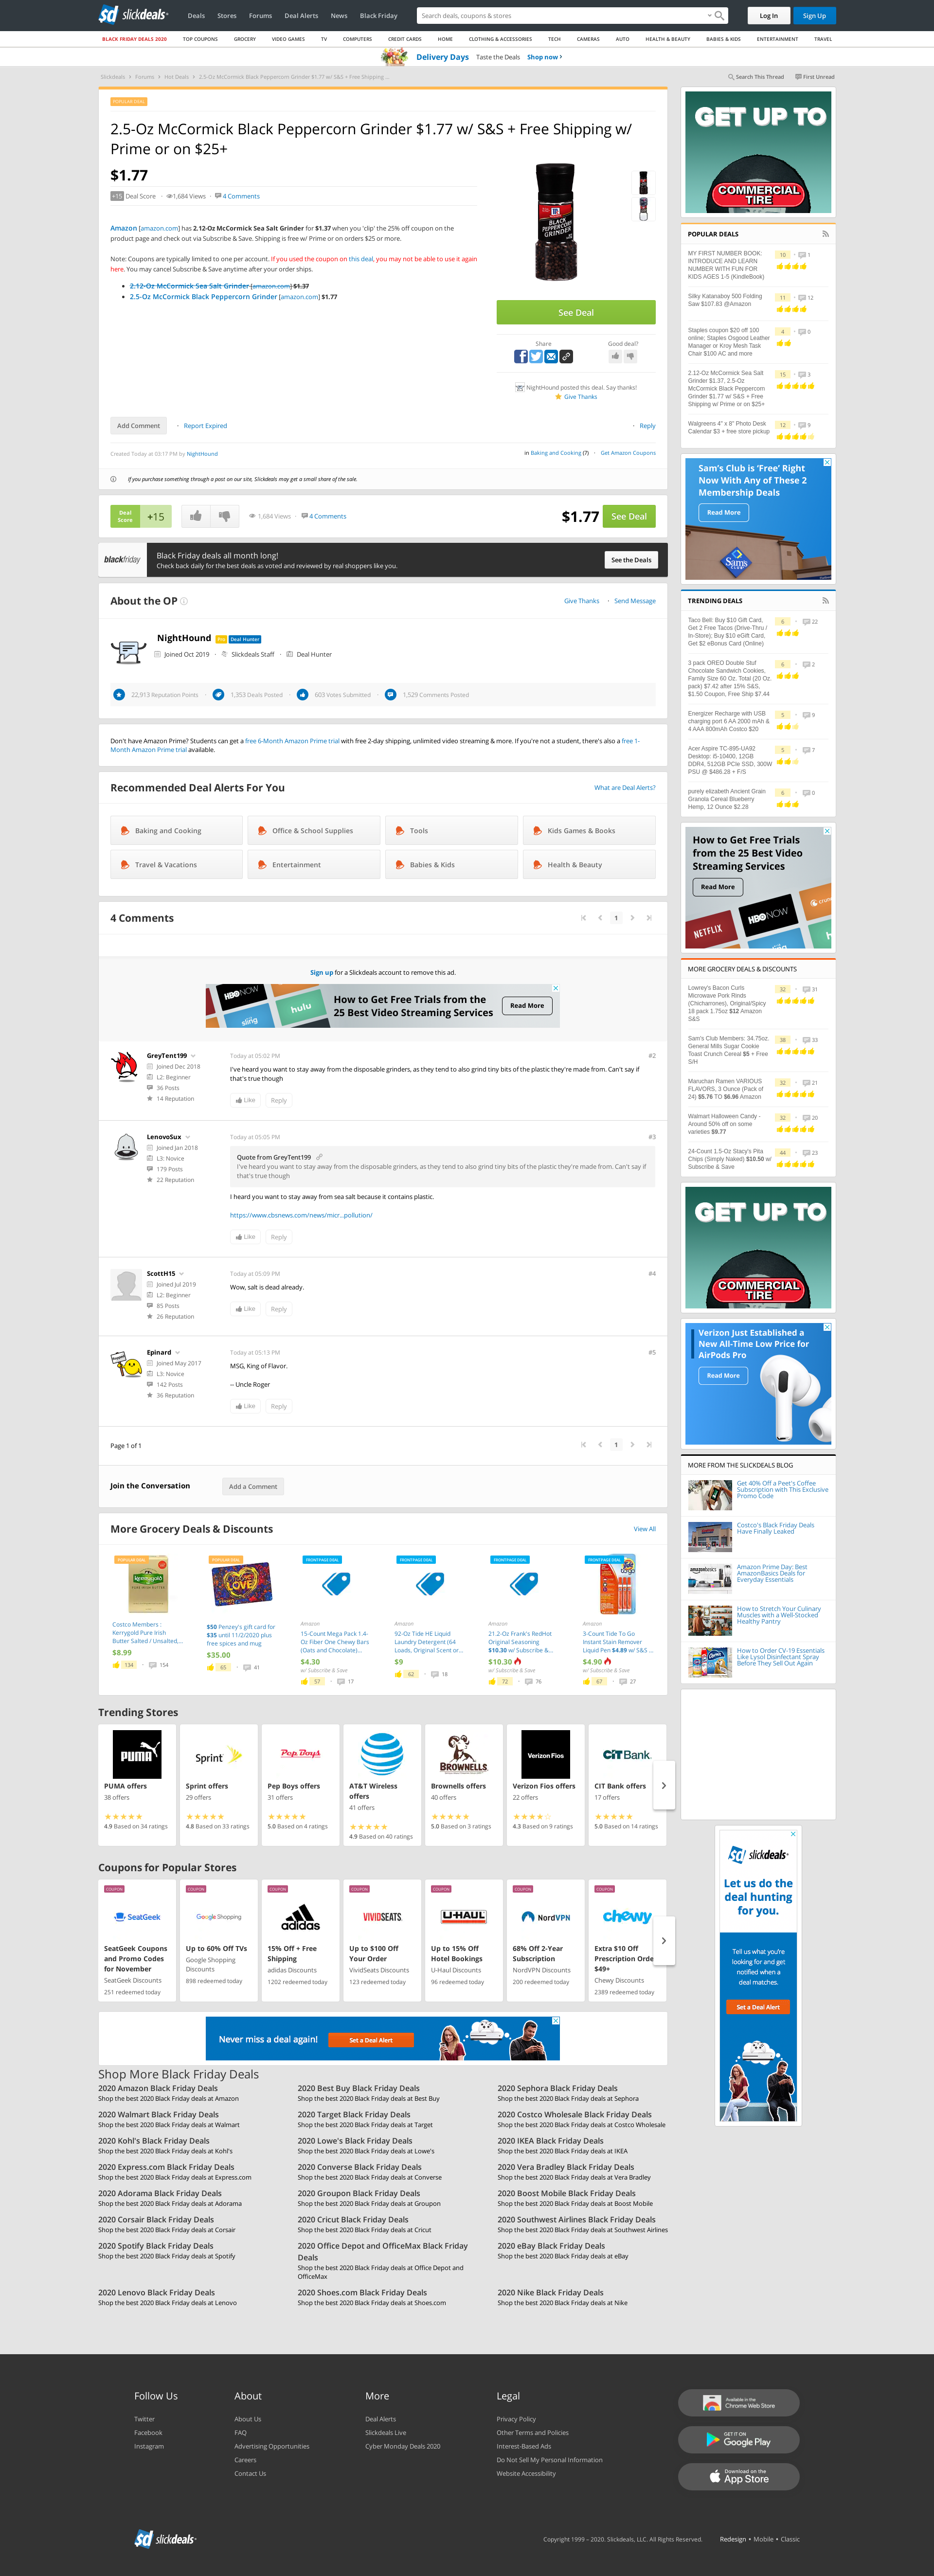 slickdeals
Deals Stores Forums Deal Alerts News Black Friday
Search deals, coupons & stores
Log In
Sign Up
BLACK FRIDAY DEALS 2020 TOP COUPONS GROCERY VIDEO GAMES TV COMPUTERS CREDIT CARDS HOME CLOTHING & ACCESSORIES TECH CAMERAS AUTO HEALTH & BEAUTY BABIES & KIDS ENTERTAINMENT TRAVEL
Delivery Days Taste the Deals Shop now ›
Slickdeals › Forums › Hot Deals › 2.5-Oz McCormick Black Peppercorn Grinder $1.77 w/ S&S + Free Shipping ...
Search This Thread First Unread
POPULAR DEAL
2.5-Oz McCormick Black Peppercorn Grinder $1.77 w/ S&S + Free Shipping w/
Prime or on $25+
$1.77
+15 Deal Score 1,684 Views 4 Comments
Amazon [amazon.com] has 2.12-Oz McCormick Sea Salt Grinder for $1.37 when you 'clip' the 25% off coupon on the
product page and check out via Subscribe & Save. Shipping is free w/ Prime or on orders $25 or more.
Note: Coupons are typically limited to one per account. If you used the coupon on this deal, you may not be able to use it again
here. You may cancel Subscribe & Save anytime after your order ships.
• 2.12-Oz McCormick Sea Salt Grinder [amazon.com] $1.37
• 2.5-Oz McCormick Black Peppercorn Grinder [amazon.com] $1.77
BLACK
PEPPERCORN
GRINDER
See Deal
Share Good deal?
NightHound posted this deal. Say thanks!
Give Thanks
Add Comment • Report Expired • Reply
Created Today at 03:17 PM by NightHound
in Baking and Cooking (7) • Get Amazon Coupons
If you purchase something through a post on our site, Slickdeals may get a small share of the sale.
Deal
Score
+15
1,684 Views 4 Comments
$1.77
See Deal
blackfriday
Black Friday deals all month long!
Check back daily for the best deals as voted and reviewed by real shoppers like you.
See the Deals
About the OP
Give Thanks • Send Message
NightHound
Deal Hunter
Joined Oct 2019 • Slickdeals Staff • Deal Hunter
22,913 Reputation Points
1,353 Deals Posted
603 Votes Submitted
1,529 Comments Posted
Don't have Amazon Prime? Students can get a free 6-Month Amazon Prime trial with free 2-day shipping, unlimited video streaming & more. If you're not a student, there's also a free 1-
Month Amazon Prime trial available.
Recommended Deal Alerts For You
What are Deal Alerts?
Baking and Cooking
Office & School Supplies
Tools
Kids Games & Books
Travel & Vacations
Entertainment
Babies & Kids
Health & Beauty
4 Comments
1
Sign up for a Slickdeals account to remove this ad.
HBO NOW
sling
hulu
How to Get Free Trials from the
25 Best Video Streaming Services
Read More
GreyTent199
Joined Dec 2018
L2: Beginner
36 Posts
14 Reputation
Today at 05:02 PM
#2
I've heard you want to stay away from the disposable grinders, as they tend to also grind tiny bits of the plastic they're made from. Can't say if
that's true though
Like
Reply
LenovoSux
Joined Jan 2018
L3: Novice
179 Posts
22 Reputation
Today at 05:05 PM
#3
Quote from GreyTent199
I've heard you want to stay away from the disposable grinders, as they tend to also grind tiny bits of the plastic they're made from. Can't say if
that's true though
I heard you want to stay away from sea salt because it contains plastic.
https://www.cbsnews.com/news/micr...pollution/
Like
Reply
ScottH15
Joined Jul 2019
L2: Beginner
85 Posts
26 Reputation
Today at 05:09 PM
#4
Wow, salt is dead already.
Like
Reply
Epinard
Joined May 2017
L3: Novice
142 Posts
36 Reputation
Today at 05:13 PM
#5
MSG, King of Flavor.
-- Uncle Roger
Like
Reply
Page 1 of 1
1
Join the Conversation
Add a Comment
More Grocery Deals & Discounts
View All
POPULAR DEAL
Costco Members :
Kerrygold Pure Irish
Butter Salted / Unsalted,...
$8.99
134 154
POPULAR DEAL
$50 Penzey's gift card for
$35 until 11/2/2020 plus
free spices and mug
$35.00
65 41
FRONTPAGE DEAL
Amazon
15-Count Mega Pack 1.4-
Oz Fiber One Chewy Bars
(Oats and Chocolate)...
$4.30
w/ Subscribe & Save
57 17
FRONTPAGE DEAL
Amazon
92-Oz Tide HE Liquid
Laundry Detergent (64
Loads, Original Scent or...
$9
62 18
FRONTPAGE DEAL
Amazon
21.2-Oz Frank's RedHot
Original Seasoning
$10.30 w/ Subscribe &...
$10.30
w/ Subscribe & Save
72 76
FRONTPAGE DEAL
Amazon
3-Count Tide To Go
Instant Stain Remover
Liquid Pen $4.89 w/ S&S ...
$4.90
w/ Subscribe & Save
67 27
Trending Stores
PUMA
PUMA offers
38 offers
4.9 Based on 34 ratings
Sprint
Sprint offers
29 offers
4.8 Based on 33 ratings
Pep Boys
Pep Boys offers
31 offers
5.0 Based on 4 ratings
AT&T Wireless
offers
41 offers
4.9 Based on 40 ratings
BROWNELLS
Brownells offers
40 offers
5.0 Based on 3 ratings
Verizon Fios
Verizon Fios offers
22 offers
4.3 Based on 9 ratings
CIT Bank
CIT Bank offers
17 offers
5.0 Based on 14 ratings
Coupons for Popular Stores
COUPON
SeatGeek
SeatGeek Coupons
and Promo Codes
for November
SeatGeek Discounts
251 redeemed today
COUPON
Google Shopping
Up to 60% Off TVs
Google Shopping
Discounts
898 redeemed today
COUPON
adidas
15% Off + Free
Shipping
adidas Discounts
1202 redeemed today
COUPON
VIVID SEATS
Up to $100 Off
Your Order
VividSeats Discounts
123 redeemed today
COUPON
U-HAUL
Up to 15% Off
Hotel Bookings
U-Haul Discounts
96 redeemed today
COUPON
NordVPN
68% Off 2-Year
Subscription
NordVPN Discounts
200 redeemed today
COUPON
chewy
Extra $10 Off
Prescription Orde
$49+
Chewy Discounts
2389 redeemed today
Never miss a deal again!
Set a Deal Alert
Shop More Black Friday Deals
2020 Amazon Black Friday Deals
Shop the best 2020 Black Friday deals at Amazon
2020 Best Buy Black Friday Deals
Shop the best 2020 Black Friday deals at Best Buy
2020 Sephora Black Friday Deals
Shop the best 2020 Black Friday deals at Sephora
2020 Walmart Black Friday Deals
Shop the best 2020 Black Friday deals at Walmart
2020 Target Black Friday Deals
Shop the best 2020 Black Friday deals at Target
2020 Costco Wholesale Black Friday Deals
Shop the best 2020 Black Friday deals at Costco Wholesale
2020 Kohl's Black Friday Deals
Shop the best 2020 Black Friday deals at Kohl's
2020 Lowe's Black Friday Deals
Shop the best 2020 Black Friday deals at Lowe's
2020 IKEA Black Friday Deals
Shop the best 2020 Black Friday deals at IKEA
2020 Express.com Black Friday Deals
Shop the best 2020 Black Friday deals at Express.com
2020 Converse Black Friday Deals
Shop the best 2020 Black Friday deals at Converse
2020 Vera Bradley Black Friday Deals
Shop the best 2020 Black Friday deals at Vera Bradley
2020 Adorama Black Friday Deals
Shop the best 2020 Black Friday deals at Adorama
2020 Groupon Black Friday Deals
Shop the best 2020 Black Friday deals at Groupon
2020 Boost Mobile Black Friday Deals
Shop the best 2020 Black Friday deals at Boost Mobile
2020 Corsair Black Friday Deals
Shop the best 2020 Black Friday deals at Corsair
2020 Cricut Black Friday Deals
Shop the best 2020 Black Friday deals at Cricut
2020 Southwest Airlines Black Friday Deals
Shop the best 2020 Black Friday deals at Southwest Airlines
2020 Spotify Black Friday Deals
Shop the best 2020 Black Friday deals at Spotify
2020 Office Depot and OfficeMax Black Friday
Deals
Shop the best 2020 Black Friday deals at Office Depot and
OfficeMax
2020 eBay Black Friday Deals
Shop the best 2020 Black Friday deals at eBay
2020 Lenovo Black Friday Deals
Shop the best 2020 Black Friday deals at Lenovo
2020 Shoes.com Black Friday Deals
Shop the best 2020 Black Friday deals at Shoes.com
2020 Nike Black Friday Deals
Shop the best 2020 Black Friday deals at Nike
GET UP TO
COMMERCIAL
TIRE
POPULAR DEALS
MY FIRST NUMBER BOOK:
INTRODUCE AND LEARN
NUMBER WITH FUN FOR
KIDS AGES 1-5 (KindleBook)
10 1
Silky Katanaboy 500 Folding
Saw $107.83 @Amazon
11 12
Staples coupon $20 off 100
online; Staples Osgood Leather
Manager or Kroy Mesh Task
Chair $100 AC and more
4 0
2.12-Oz McCormick Sea Salt
Grinder $1.37, 2.5-Oz
McCormick Black Peppercorn
Grinder $1.77 w/ S&S + Free
Shipping w/ Prime or on $25+
15 3
Walgreens 4" x 8" Photo Desk
Calendar $3 + free store pickup
12 9
Sam's Club is 'Free' Right
Now With Any of These 2
Membership Deals
Read More
Sams
TRENDING DEALS
Taco Bell: Buy $10 Gift Card,
Get 2 Free Tacos (Drive-Thru /
In-Store); Buy $10 eGift Card,
Get $2 eBonus Card (Online)
6 22
3 pack OREO Double Stuf
Chocolate Sandwich Cookies,
Family Size 60 Oz. Total (20 Oz.
pack) $7.42 after 15% S&S,
$1.50 Coupon, Free Ship $7.44
6 2
Energizer Recharge with USB
charging port 6 AA 2000 mAh &
4 AAA 800mAh Costco $20
5 9
Acer Aspire TC-895-UA92
Desktop: i5-10400, 12GB
DDR4, 512GB PCIe SSD, 300W
PSU @ $486.28 + F/S
5 7
purely elizabeth Ancient Grain
Granola Cereal Blueberry
Hemp, 12 Ounce $2.28
6 0
How to Get Free Trials
from the 25 Best Video
Streaming Services
Read More
NETFLIX
HBO NOW
MORE GROCERY DEALS & DISCOUNTS
Lowrey's Bacon Curls
Microwave Pork Rinds
(Chicharrones), Original/Spicy
18 pack 1.75oz $12 Amazon
S&S
32 31
Sam's Club Members: 34.75oz.
General Mills Sugar Cookie
Toast Crunch Cereal $5 + Free
S/H
38 33
Maruchan Ramen VARIOUS
FLAVORS, 3 Ounce (Pack of
24) $5.76 TO $6.96 Amazon
32 21
Walmart Halloween Candy -
Around 50% off on some
varieties $9.77
32 20
24-Count 1.5-Oz Stacy's Pita
Chips (Simply Naked) $10.50 w/
Subscribe & Save
44 23
GET UP TO
COMMERCIAL
TIRE
Verizon Just Established a
New All-Time Low Price for
AirPods Pro
Read More
MORE FROM THE SLICKDEALS BLOG
Get 40% Off a Peet's Coffee
Subscription with This Exclusive
Promo Code
Costco's Black Friday Deals
Have Finally Leaked
amazonbasics
Amazon Prime Day: Best
AmazonBasics Deals for
Everyday Essentials
How to Stretch Your Culinary
Muscles with a Well-Stocked
Healthy Pantry
How to Order CV-19 Essentials
Like Lysol Disinfectant Spray
Before They Sell Out Again
slickdeals
Let us do the
deal hunting
for you.
Tell us what you're
looking for and get
notified when a
deal matches.
Set a Deal Alert
Follow Us
Twitter
Facebook
Instagram
About
About Us
FAQ
Advertising Opportunities
Careers
Contact Us
More
Deal Alerts
Slickdeals Live
Cyber Monday Deals 2020
Legal
Privacy Policy
Other Terms and Policies
Interest-Based Ads
Do Not Sell My Personal Information
Website Accessibility
Available in the
Chrome Web Store
GET IT ON
Google Play
Download on the
App Store
slickdeals
Copyright 1999 - 2020. Slickdeals, LLC. All Rights Reserved. Redesign • Mobile • Classic